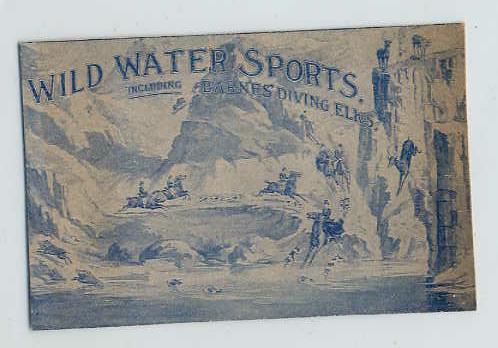 WILD WATER SPORTS.
INCLUDING BARNES DIVING ELKS.